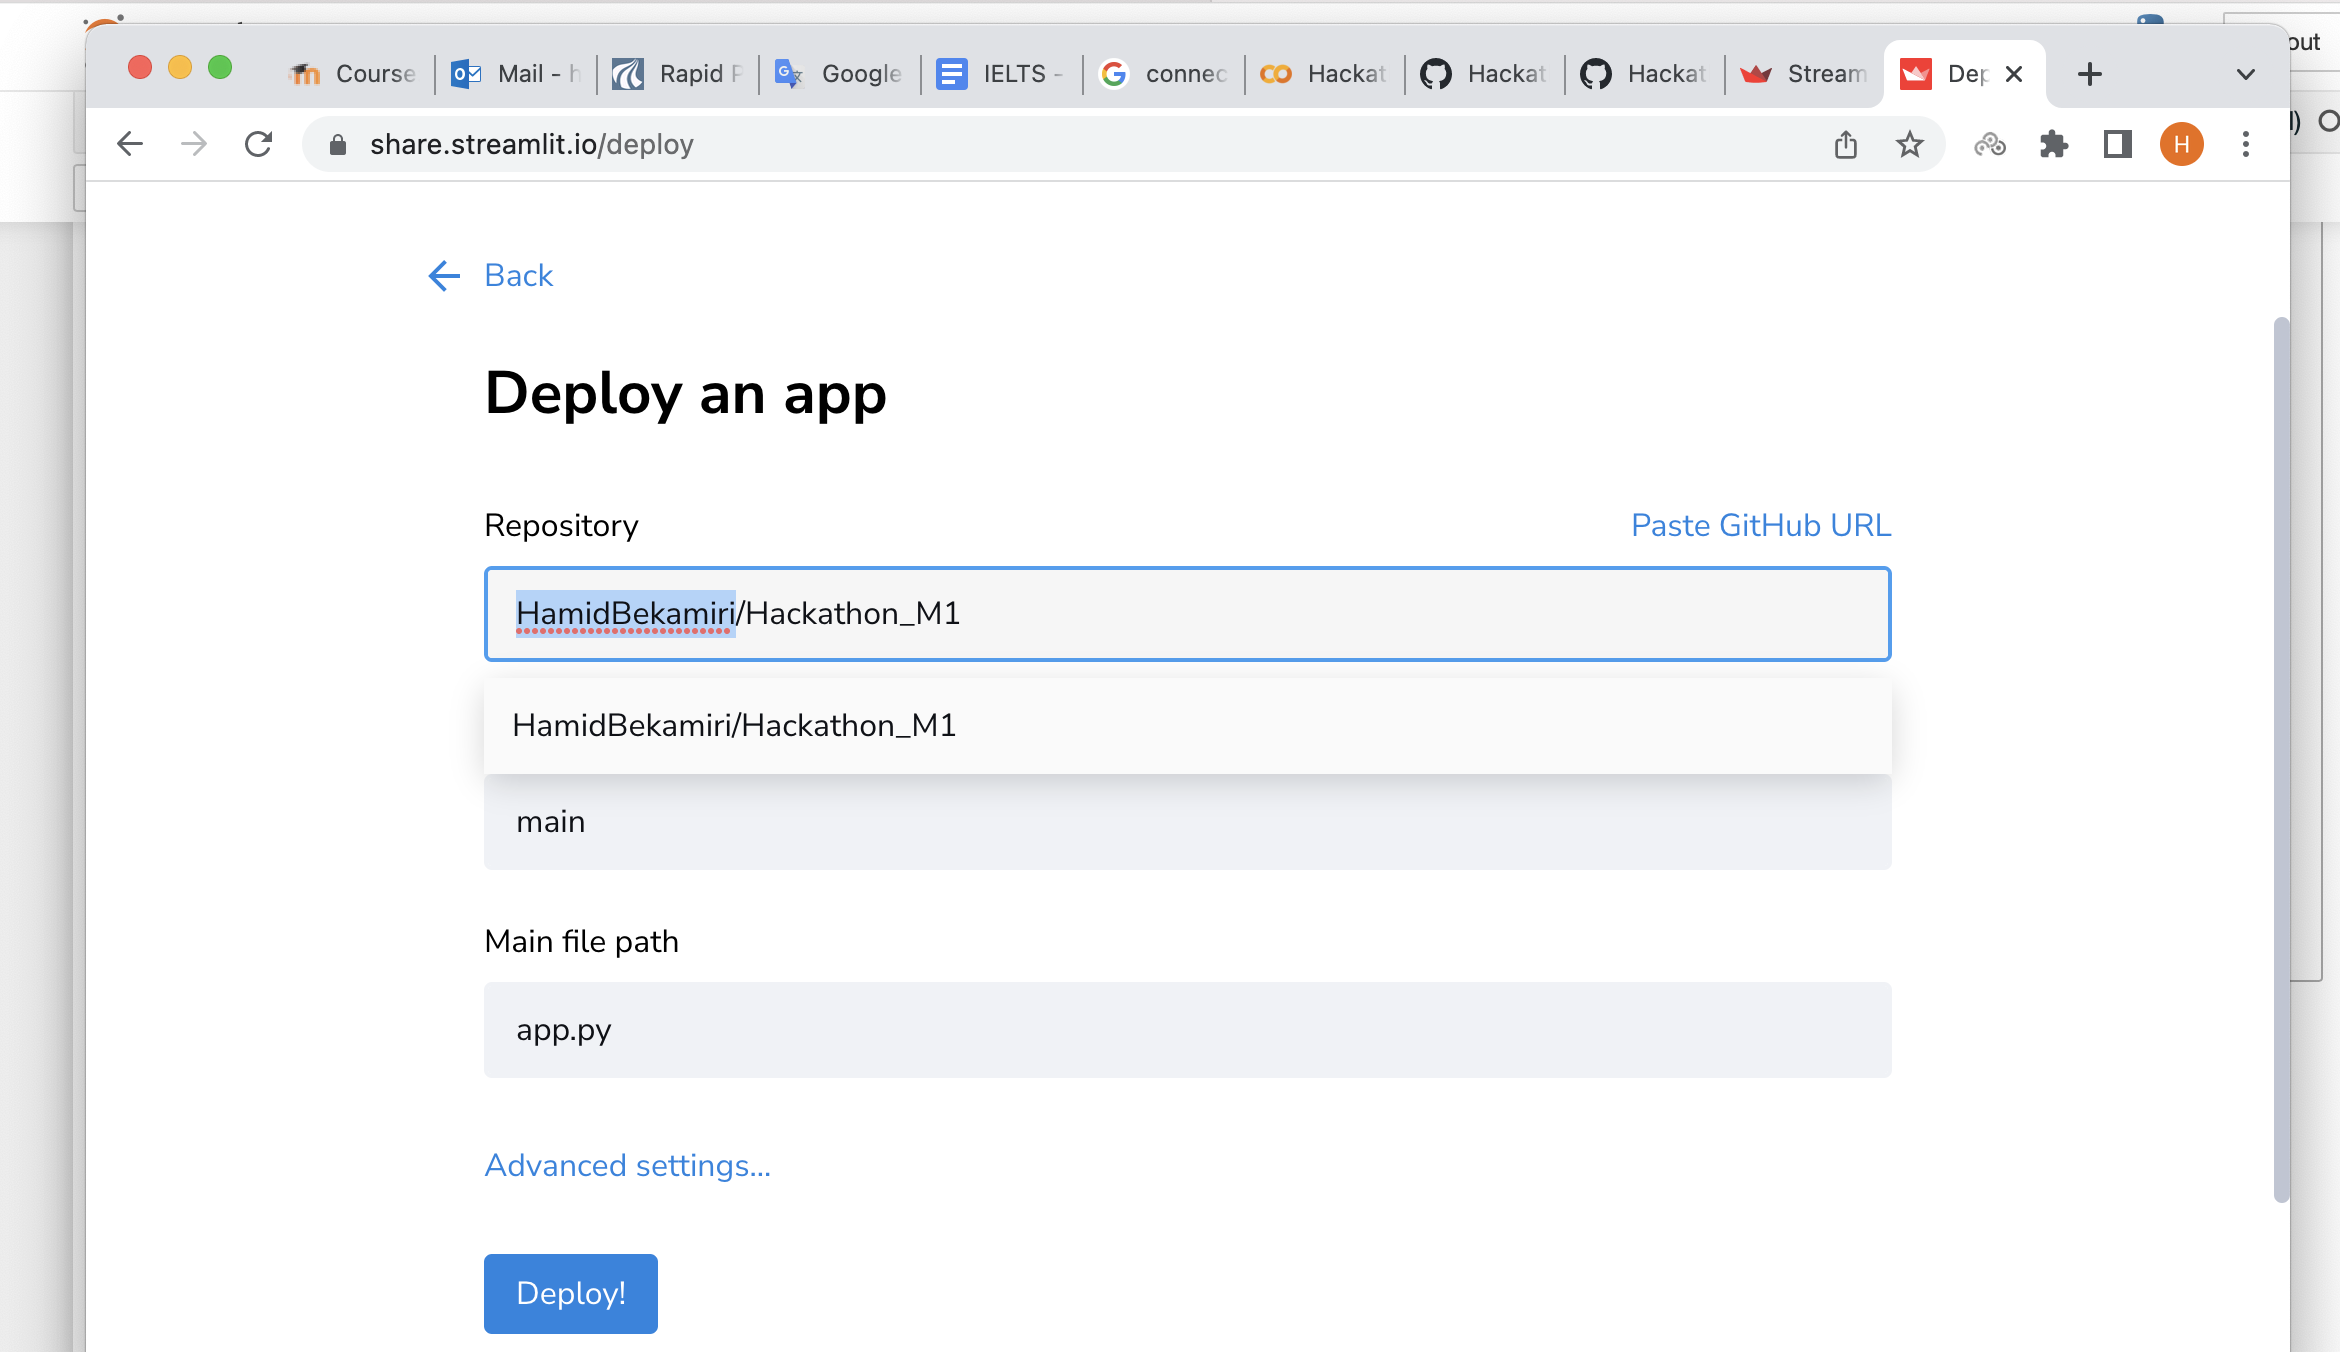 Course
Mail - h
Rapid P
Google
IELTS -
connec
Hackat
Hackat
Hackat
Stream
Dep
out
share.streamlit.io/deploy
H
Back
Deploy an app
Repository
Paste GitHub URL
HamidBekamiri/Hackathon_M1
HamidBekamiri/Hackathon_M1
main
Main file path
app.py
Advanced settings...
Deploy!